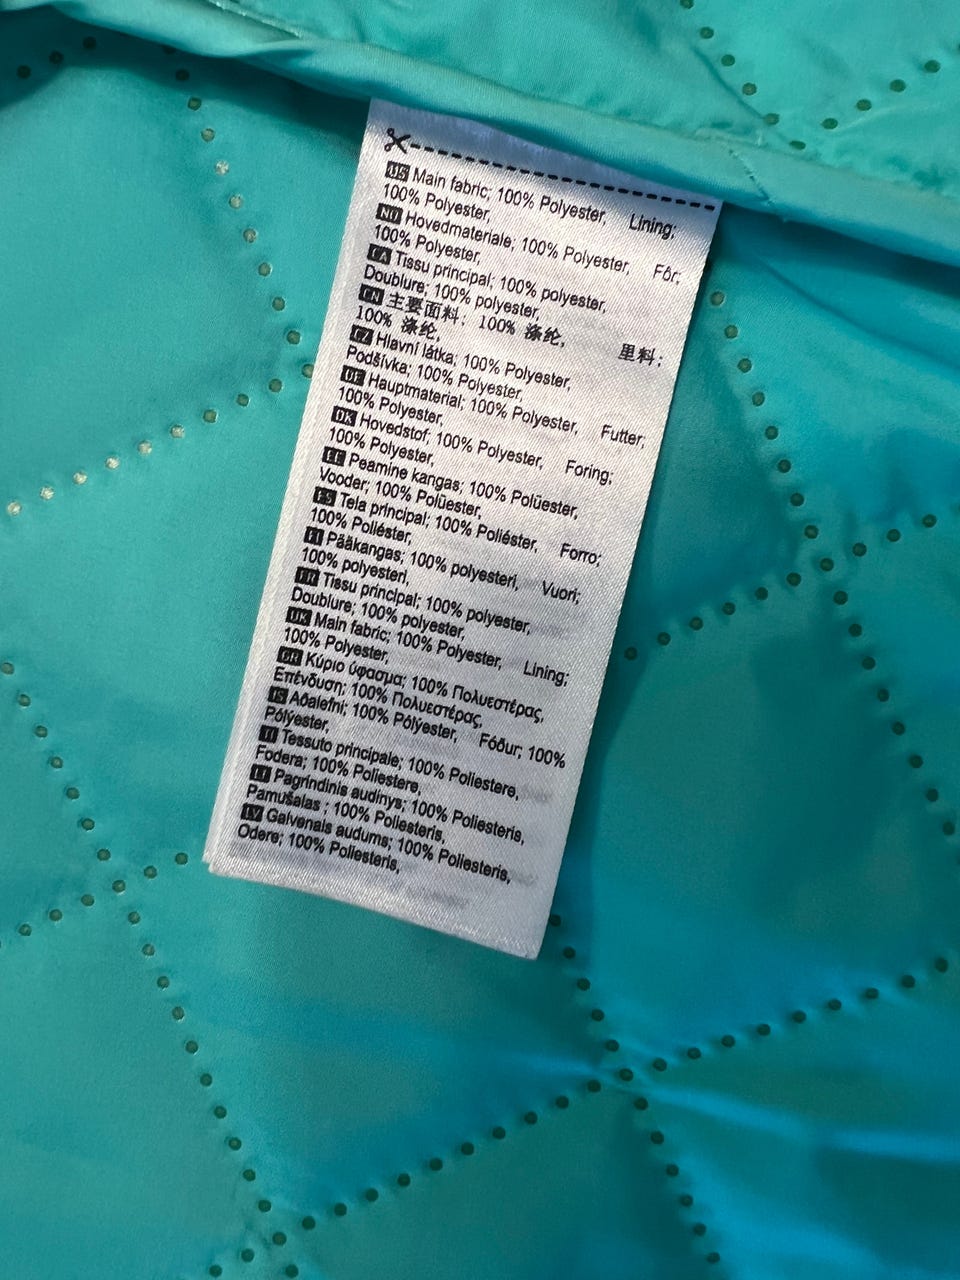 US Main fabric; 100% Polyester, Lining;
100% Polyester,
NO Hovedmateriale; 100% Polyester, Fôr;
100% Polyester,
CA Tissu principal; 100% polyester,
Doublure; 100% polyester,
CN 主要面料; 100% 涤纶, 里料;
100% 涤纶,
CZ Hlavní látka; 100% Polyester,
Podšívka; 100% Polyester,
DE Hauptmaterial; 100% Polyester, Futter;
100% Polyester,
DK Hovedstof; 100% Polyester, Foring;
100% Polyester,
EE Peamine kangas; 100% Polüester,
Vooder; 100% Polüester,
ES Tela principal; 100% Poliéster, Forro;
100% Poliéster,
FI Pääkangas; 100% polyesteri, Vuori;
100% polyesteri,
FR Tissu principal; 100% polyester,
Doublure; 100% polyester,
UK Main fabric; 100% Polyester, Lining;
100% Polyester,
GR Κύριο ύφασμα; 100% Πολυεστέρας,
Επένδυση; 100% Πολυεστέρας,
IS Aðalefni; 100% Pólýester, Fóður; 100%
Pólýester,
IT Tessuto principale; 100% Poliestere,
Fodera; 100% Poliestere,
LT Pagrindinis audinys; 100% Poliesteris,
Pamušalas ; 100% Poliesteris,
LV Galvenais audums; 100% Poliesteris,
Odere; 100% Poliesteris,